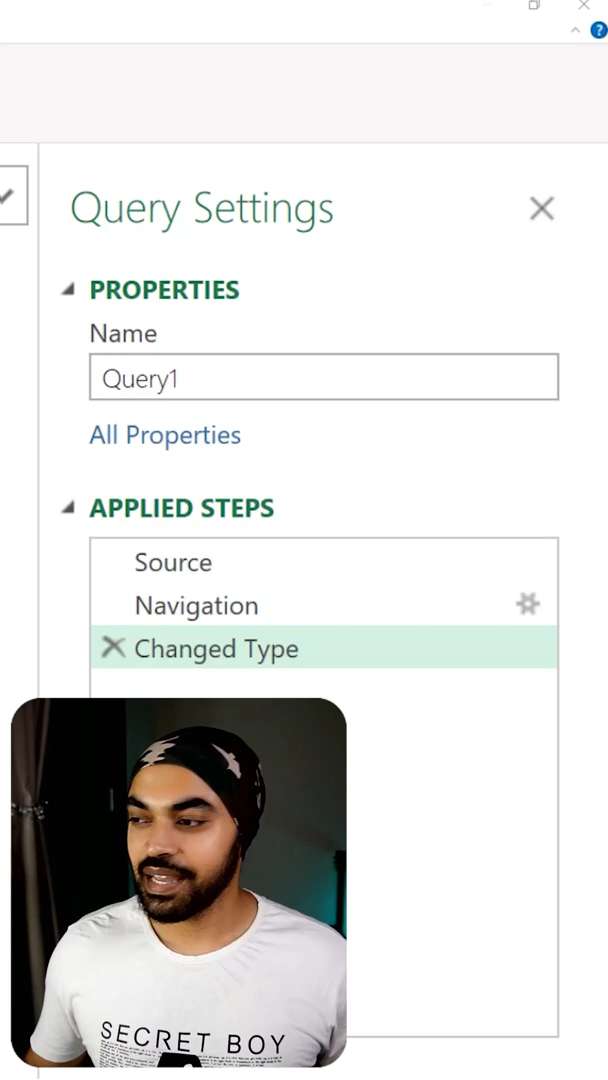 ?
Query Settings
PROPERTIES
Name
Query1
All Properties
APPLIED STEPS
Source
Navigation
Changed Type
SECRET BOY